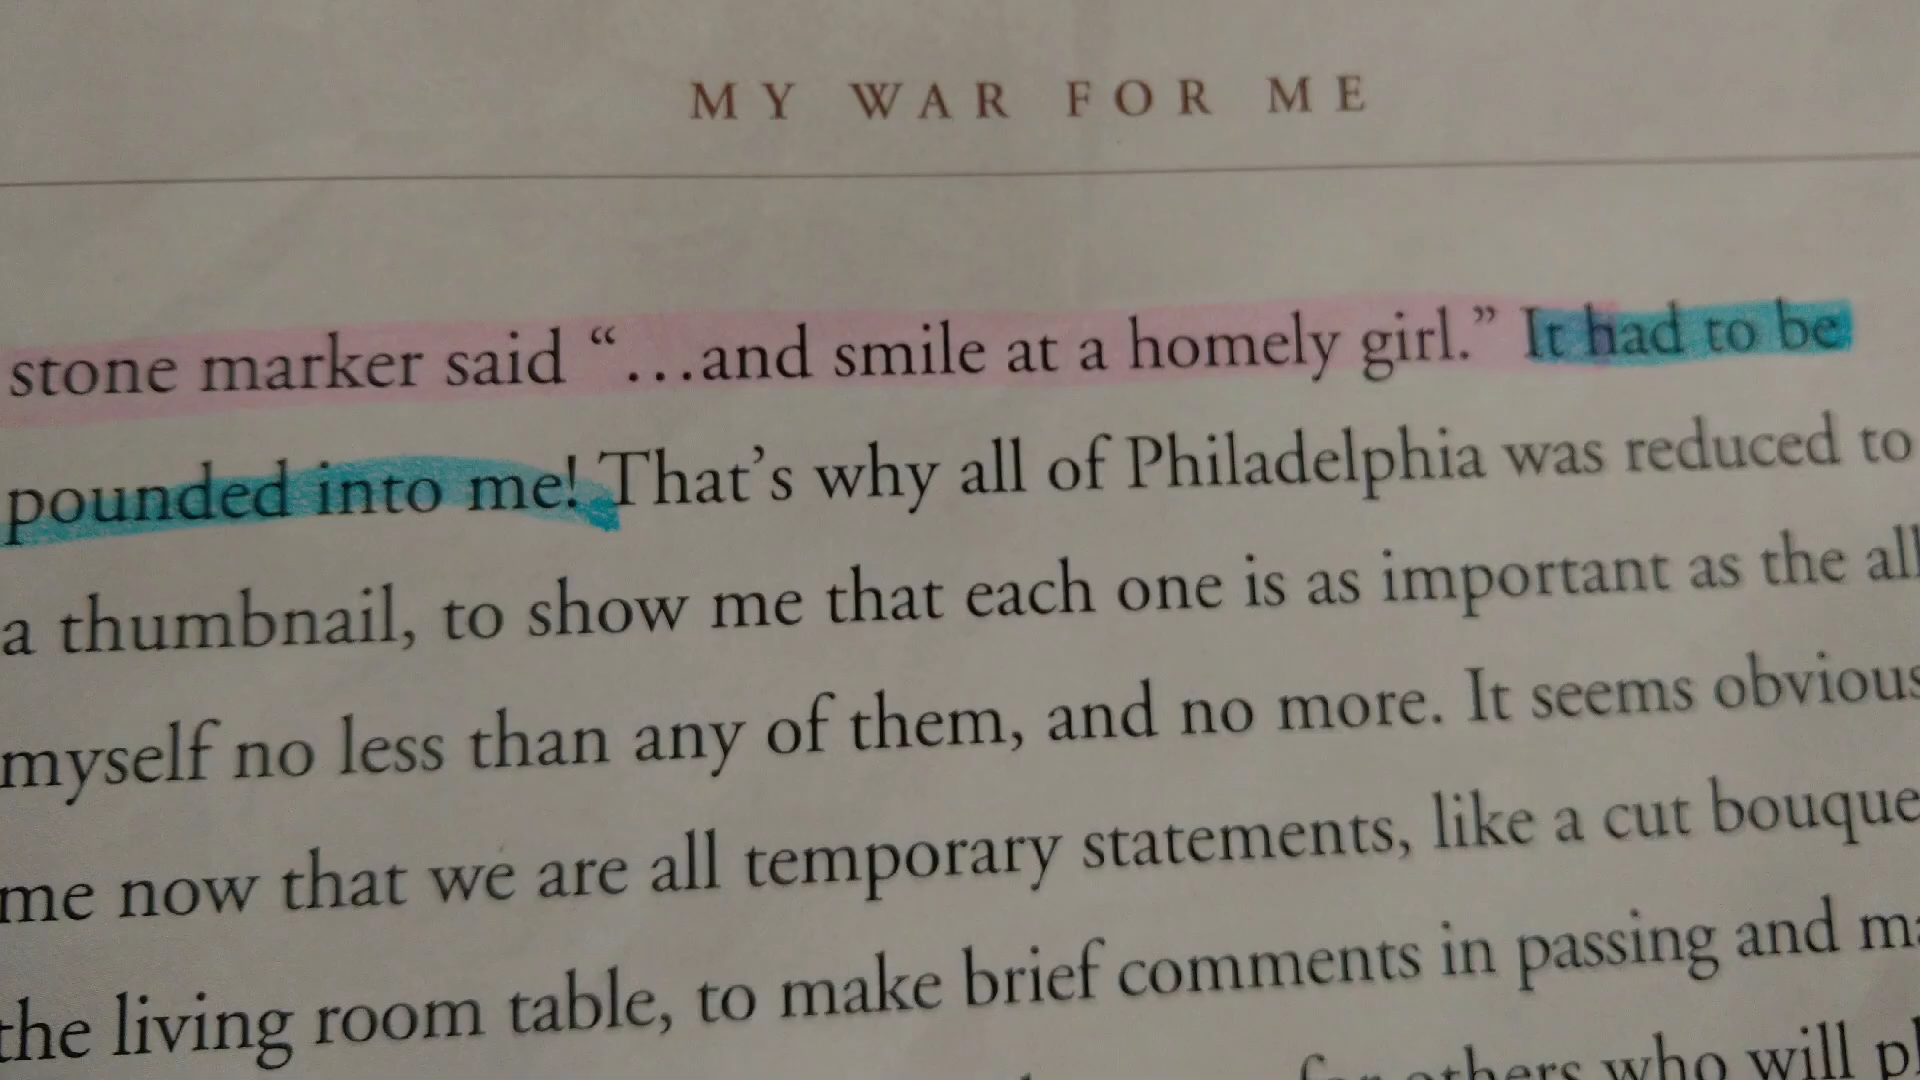 MY WAR FOR ME
stone marker said “...and smile at a homely girl.” It had to be
pounded into me! That’s why all of Philadelphia was reduced to
a thumbnail, to show me that each one is as important as the all
myself no less than any of them, and no more. It seems obvious
me now that we are all temporary statements, like a cut
the living room table, to make brief comments in passing and
others who will